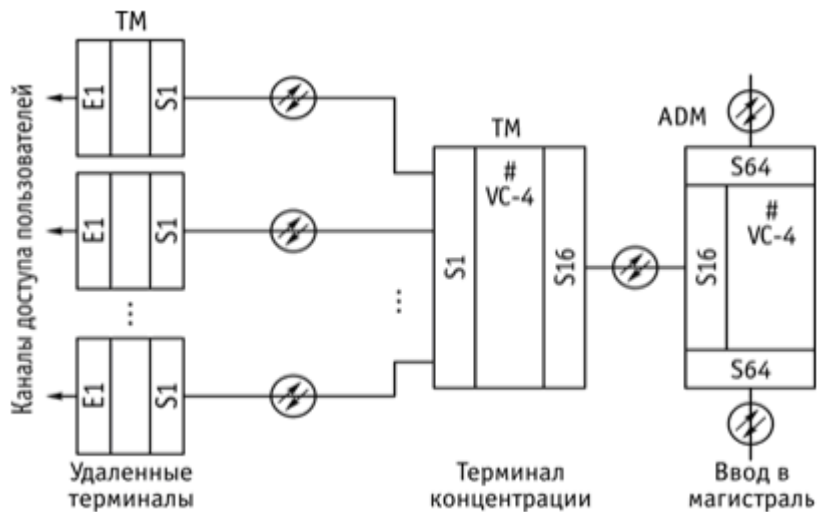 TM
Каналы доступа пользователей
E1
S1
E1
S1
...
E1
S1
Удаленные
терминалы
TM
S1
#
VC-4
S16
...
Терминал
концентрации
ADM
S64
S16
#
VC-4
S64
Ввод в
магистраль